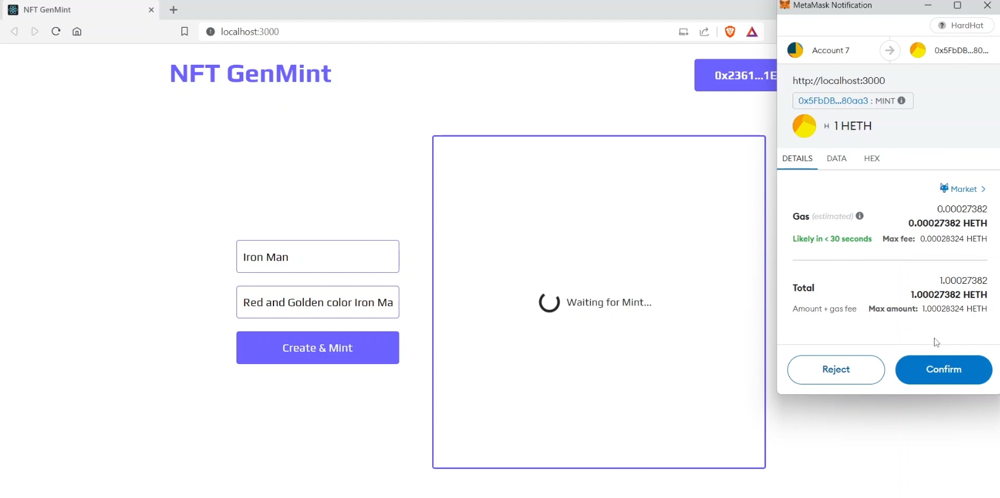 NFT GenMint
localhost:3000
NFT GenMint
0x2361...1E
Iron Man
Red and Golden color Iron Ma
Create & Mint
Waiting for Mint...
MetaMask Notification
? HardHat
Account 7
0x5FbDB...80...
http://localhost:3000
0x5FbDB...80aa3 : MINT
H 1 HETH
DETAILS DATA HEX
Market >
0.00027382
Gas (estimated) 0.00027382 HETH
Likely in < 30 seconds Max fee: 0.00028324 HETH
1.00027382
Total 1.00027382 HETH
Amount + gas fee Max amount: 1.00028324 HETH
Reject Confirm